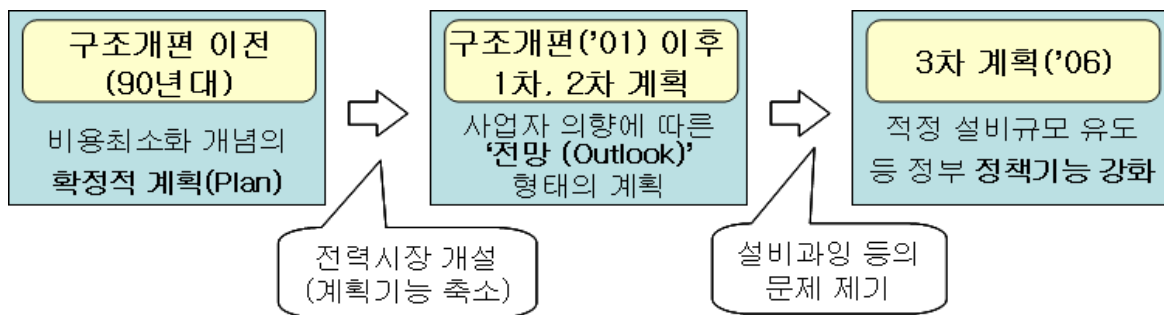 구조개편 이전
(90년대)
비용최소화 개념의
확정적 계획(Plan)
구조개편('01) 이후
1차, 2차 계획
사업자 의향에 따른
'전망 (Outlook)'
형태의 계획
3차 계획('06)
적정 설비규모 유도
등 정부 정책기능 강화
전력시장 개설
(계획기능 축소)
설비과잉 등의
문제 제기